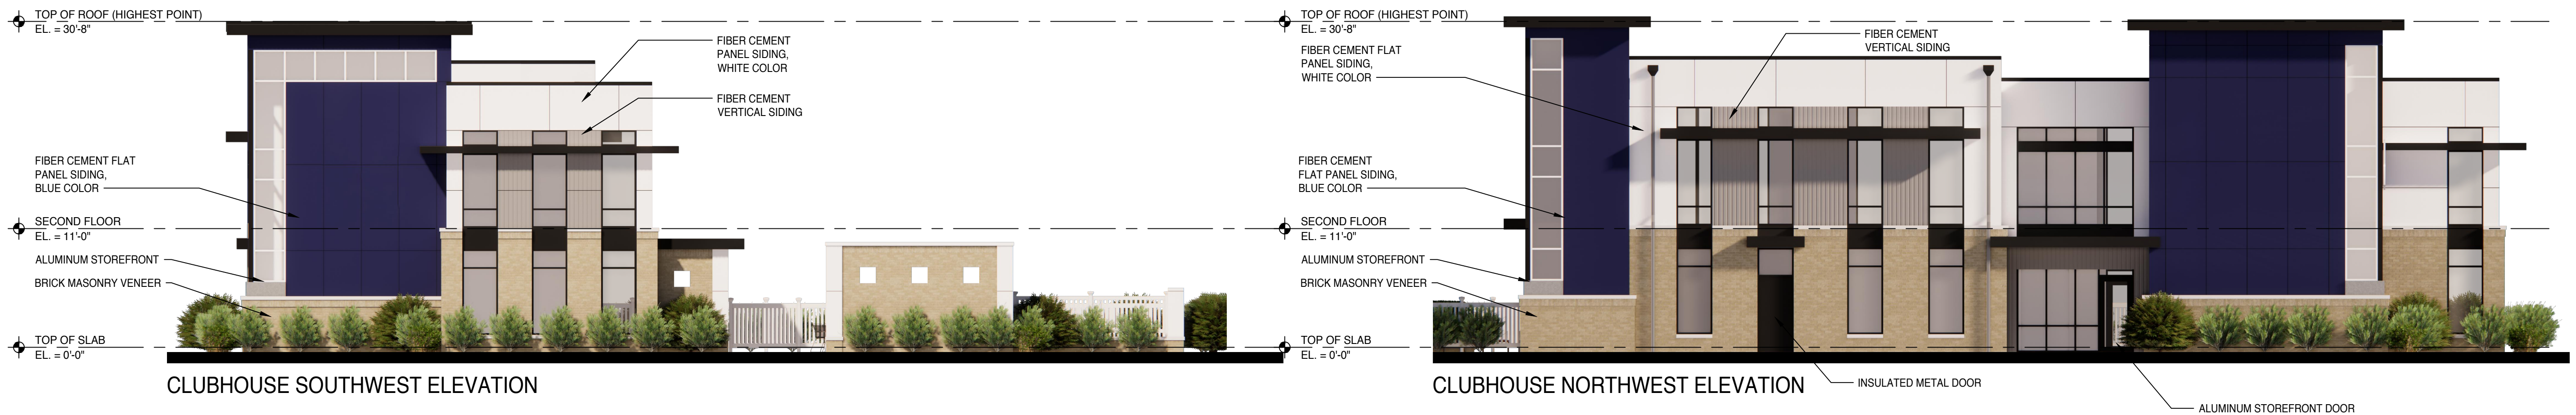 TOP OF ROOF (HIGHEST POINT)
EL. = 30'-8"
FIBER CEMENT
PANEL SIDING,
WHITE COLOR
FIBER CEMENT
VERTICAL SIDING
FIBER CEMENT FLAT
PANEL SIDING,
BLUE COLOR
SECOND FLOOR
EL. = 11'-0"
ALUMINUM STOREFRONT
BRICK MASONRY VENEER
TOP OF SLAB
EL. = 0'-0"
CLUBHOUSE SOUTHWEST ELEVATION
TOP OF ROOF (HIGHEST POINT)
EL. = 30'-8"
FIBER CEMENT FLAT
PANEL SIDING,
WHITE COLOR
FIBER CEMENT
VERTICAL SIDING
FIBER CEMENT
FLAT PANEL SIDING,
BLUE COLOR
SECOND FLOOR
EL. = 11'-0"
ALUMINUM STOREFRONT
BRICK MASONRY VENEER
TOP OF SLAB
EL. = 0'-0"
CLUBHOUSE NORTHWEST ELEVATION
INSULATED METAL DOOR
ALUMINUM STOREFRONT DOOR